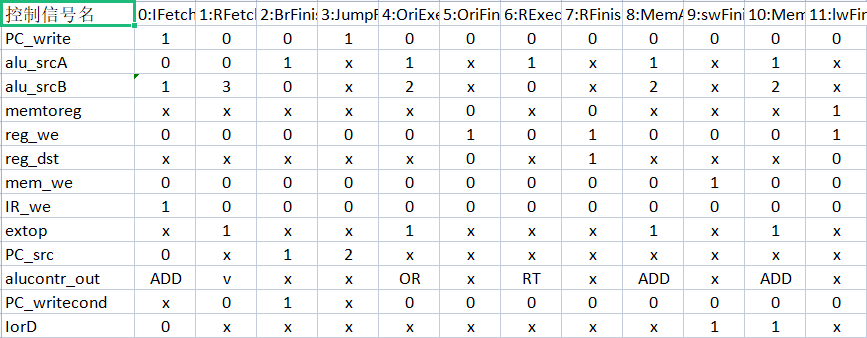 控制信号名 0:IFetch 1:RFetch 2:BrFinis 3:JumpF 4:OriExe 5:OriFin 6:RExec 7:RFinis 8:MemA 9:swFinis 10:Mem 11:lwFin
PC_write 1 0 0 1 0 0 0 0 0 0 0 0
alu_srcA 0 0 1 x 1 x 1 x 1 x 1 x
alu_srcB 1 3 0 x 2 x 0 x 2 x 2 x
memtoreg x x x x x 0 x 0 x x x 1
reg_we 0 0 0 0 0 1 0 1 0 0 0 1
reg_dst x x x x x 0 x 1 x x x 0
mem_we 0 0 0 0 0 0 0 0 0 1 0 0
IR_we 1 0 0 0 0 0 0 0 0 0 0 0
extop x 1 x x 1 x x x 1 x 1 x
PC_src 0 x 1 2 x x x x x x x x
alucontr_out ADD v x x OR x RT x ADD x ADD x
PC_writecond x 0 1 x 0 0 0 0 0 0 0 0
IorD 0 x x x x x x x x 1 1 x